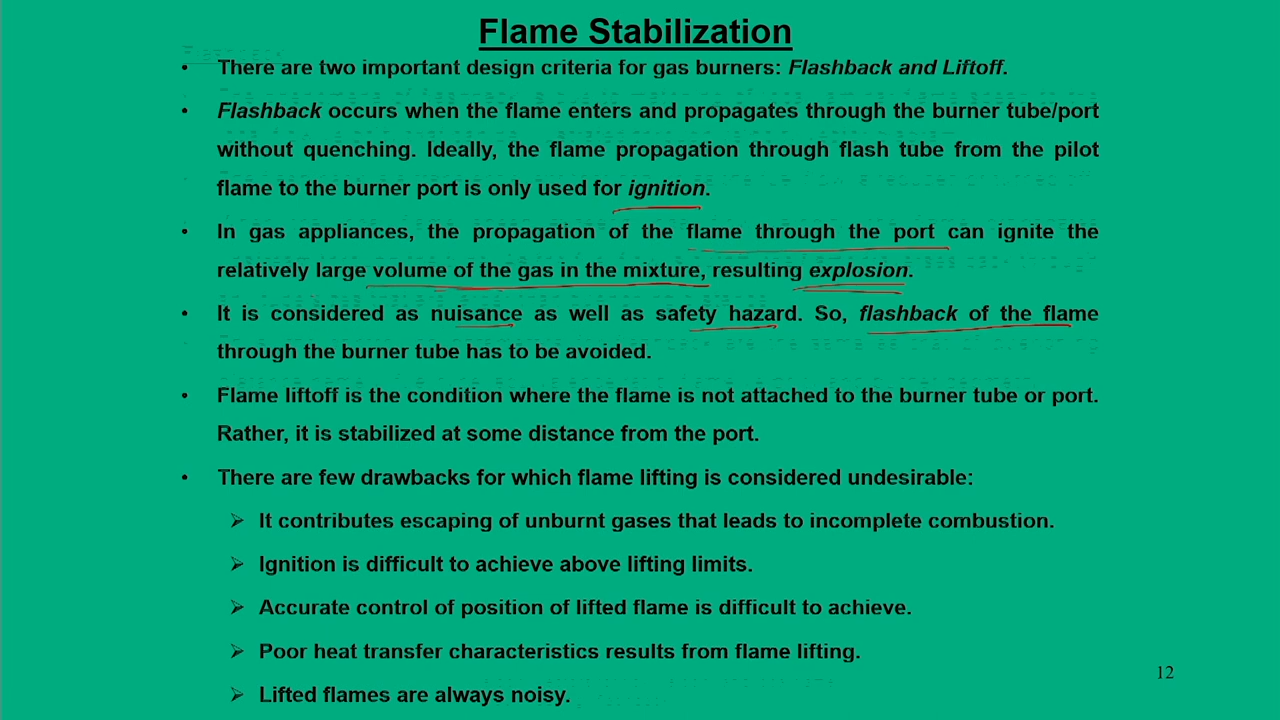 Flame Stabilization
• There are two important design criteria for gas burners: Flashback and Liftoff.
• Flashback occurs when the flame enters and propagates through the burner tube/port
without quenching. Ideally, the flame propagation through flash tube from the pilot
flame to the burner port is only used for ignition.
• In gas appliances, the propagation of the flame through the port can ignite the
relatively large volume of the gas in the mixture, resulting explosion.
• It is considered as nuisance as well as safety hazard. So, flashback of the flame
through the burner tube has to be avoided.
• Flame liftoff is the condition where the flame is not attached to the burner tube or port.
Rather, it is stabilized at some distance from the port.
• There are few drawbacks for which flame lifting is considered undesirable:
➢ It contributes escaping of unburnt gases that leads to incomplete combustion.
➢ Ignition is difficult to achieve above lifting limits.
➢ Accurate control of position of lifted flame is difficult to achieve.
➢ Poor heat transfer characteristics results from flame lifting.
➢ Lifted flames are always noisy.
12